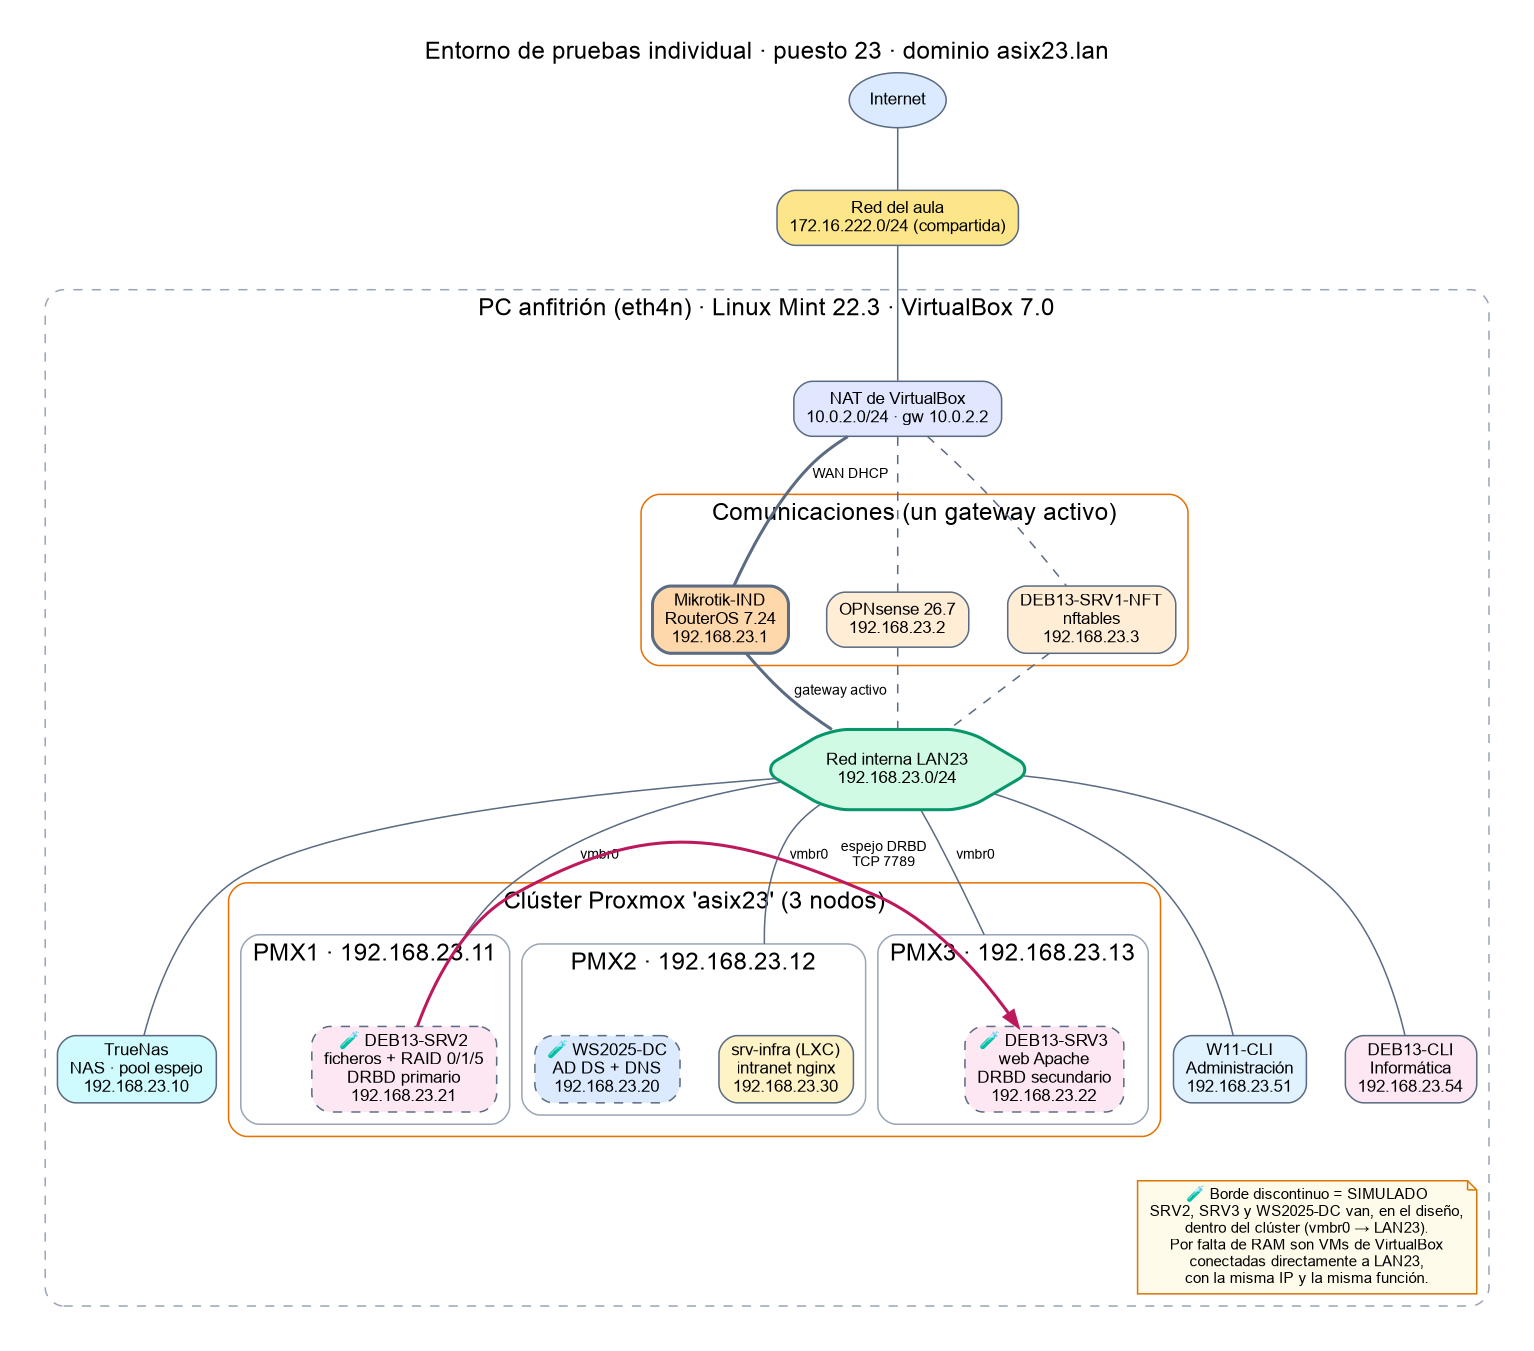 Entorno de pruebas individual · puesto 23 · dominio asix23.lan
Internet
Red del aula
172.16.222.0/24 (compartida)
PC anfitrión (eth4n) · Linux Mint 22.3 · VirtualBox 7.0
NAT de VirtualBox
10.0.2.0/24 · gw 10.0.2.2
WAN DHCP
Comunicaciones (un gateway activo)
Mikrotik-IND
RouterOS 7.24
192.168.23.1
OPNsense 26.7
192.168.23.2
DEB13-SRV1-NFT
nftables
192.168.23.3
gateway activo
Red interna LAN23
192.168.23.0/24
vmbr0
vmbr0
espejo DRBD
TCP 7789
vmbr0
Clúster Proxmox 'asix23' (3 nodos)
PMX1 · 192.168.23.11
PMX2 · 192.168.23.12
PMX3 · 192.168.23.13
TrueNas
NAS · pool espejo
192.168.23.10
🧪 DEB13-SRV2
ficheros + RAID 0/1/5
DRBD primario
192.168.23.21
🧪 WS2025-DC
AD DS + DNS
192.168.23.20
srv-infra (LXC)
intranet nginx
192.168.23.30
🧪 DEB13-SRV3
web Apache
DRBD secundario
192.168.23.22
W11-CLI
Administración
192.168.23.51
DEB13-CLI
Informática
192.168.23.54
🧪 Borde discontinuo = SIMULADO
SRV2, SRV3 y WS2025-DC van, en el diseño,
dentro del clúster (vmbr0 → LAN23).
Por falta de RAM son VMs de VirtualBox
conectadas directamente a LAN23,
con la misma IP y la misma función.